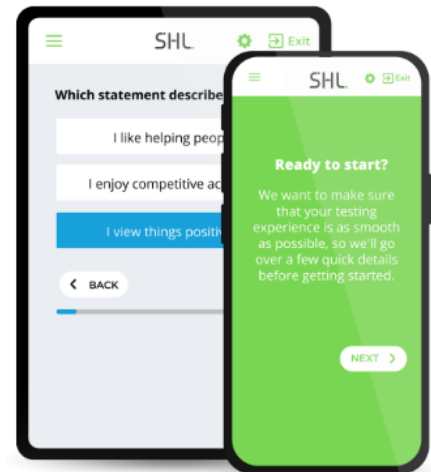 SHL.
Exit
Which statement describe
I like helping peop
I enjoy competitive ac
I view things positiv
BACK
SHL.
Exit
Ready to start?
We want to make sure
that your testing
experience is as smooth
as possible, so we'll go
over a few quick details
before getting started.
NEXT